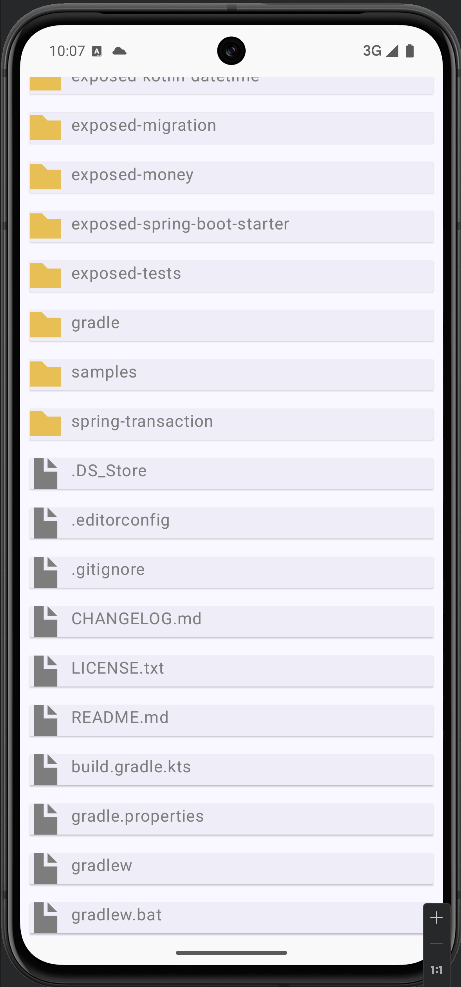 10:07 A 3G
exposed-kotlin-datetime
exposed-migration
exposed-money
exposed-spring-boot-starter
exposed-tests
gradle
samples
spring-transaction
.DS_Store
.editorconfig
.gitignore
CHANGELOG.md
LICENSE.txt
README.md
build.gradle.kts
gradle.properties
gradlew
gradlew.bat
1:1